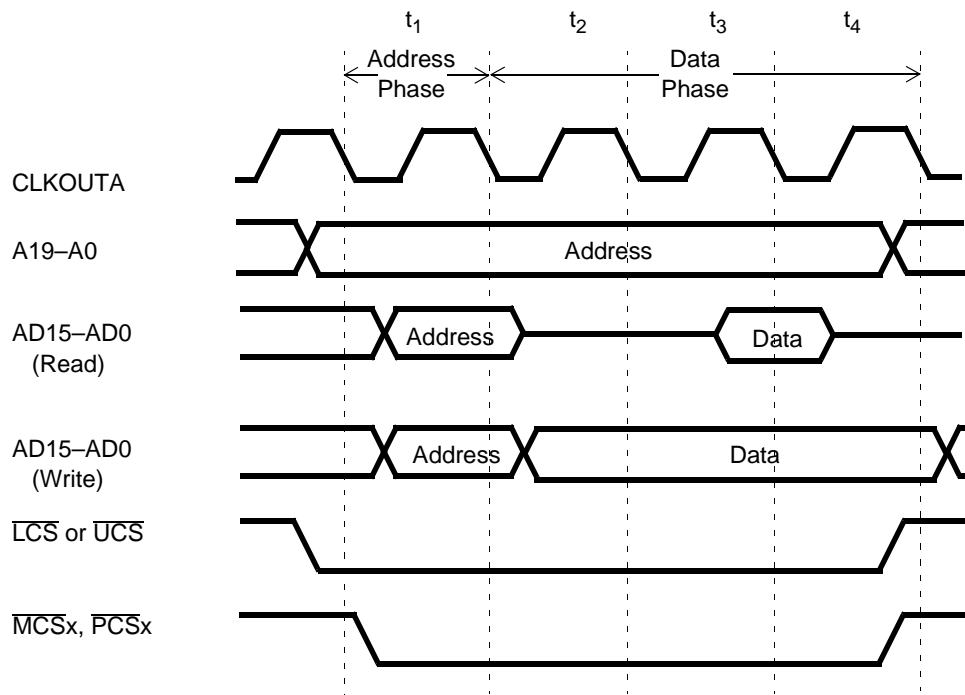 t1 t2 t3 t4
Address Phase
Data Phase
CLKOUTA
A19–A0
Address
AD15–AD0
(Read)
Address
Data
AD15–AD0
(Write)
Address
Data
LCS or UCS
MCSx, PCSx